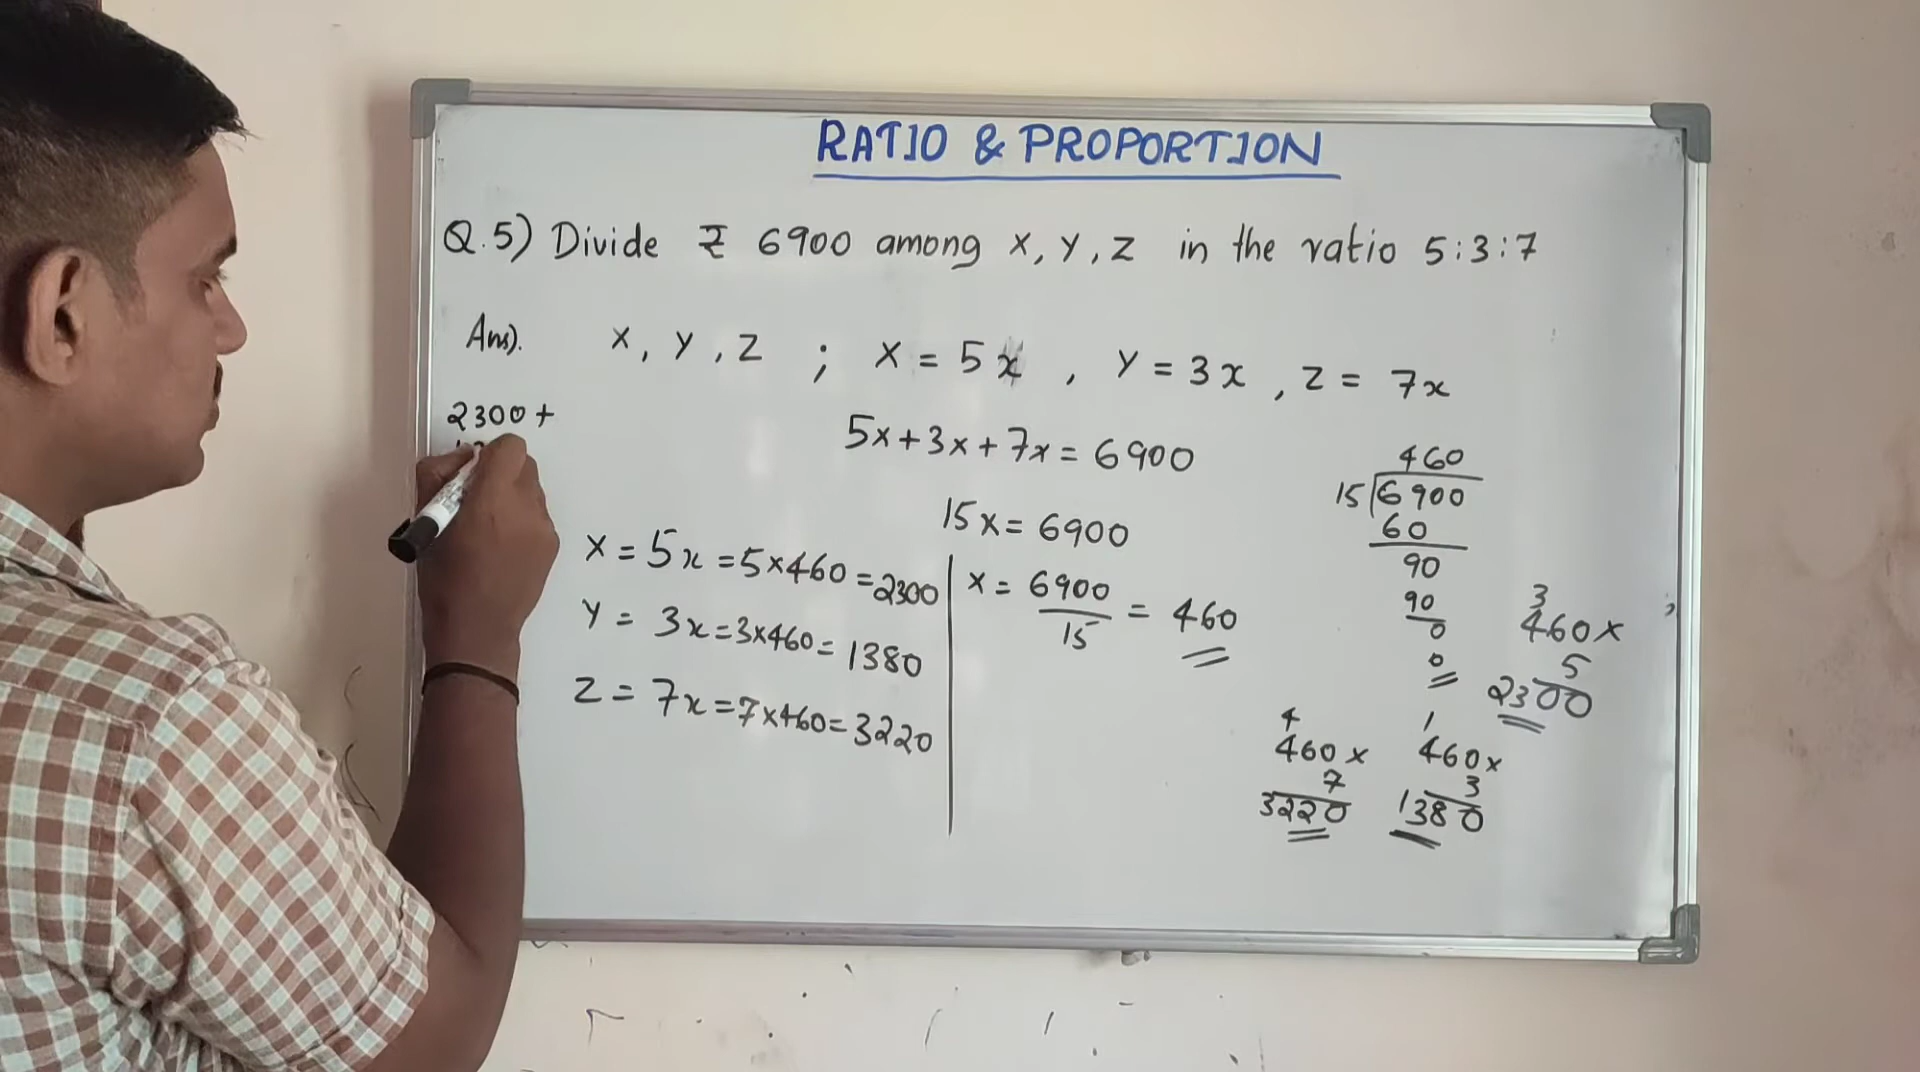 RATIO & PROPORTION
Q.5) Divide ₹ 6900 among X, Y, Z in the ratio 5:3:7
Ans). X, Y, Z ; X = 5x , Y = 3x , Z = 7x
2300+
5x+3x+7x = 6900
15x = 6900
x = 6900/15 = 460
X = 5x = 5×460 = 2300
Y = 3x = 3×460 = 1380
Z = 7x = 7×460 = 3220
460
15 6900
60
90
90
0
0
3
460×
5
2300
4
460×
7
3220
1
460×
3
1380